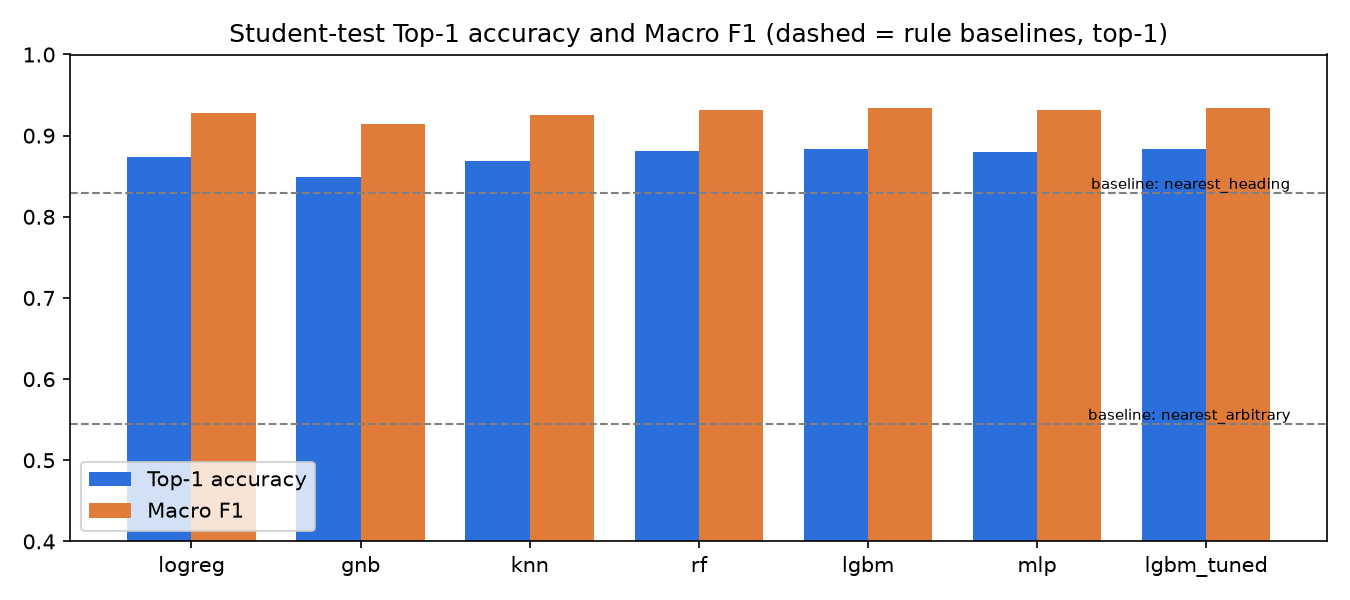 Student-test Top-1 accuracy and Macro F1 (dashed = rule baselines, top-1)
1.0
0.9
0.8
0.7
0.6
0.5
0.4
baseline: nearest_heading
baseline: nearest_arbitrary
Top-1 accuracy
Macro F1
logreg gnb knn rf lgbm mlp lgbm_tuned